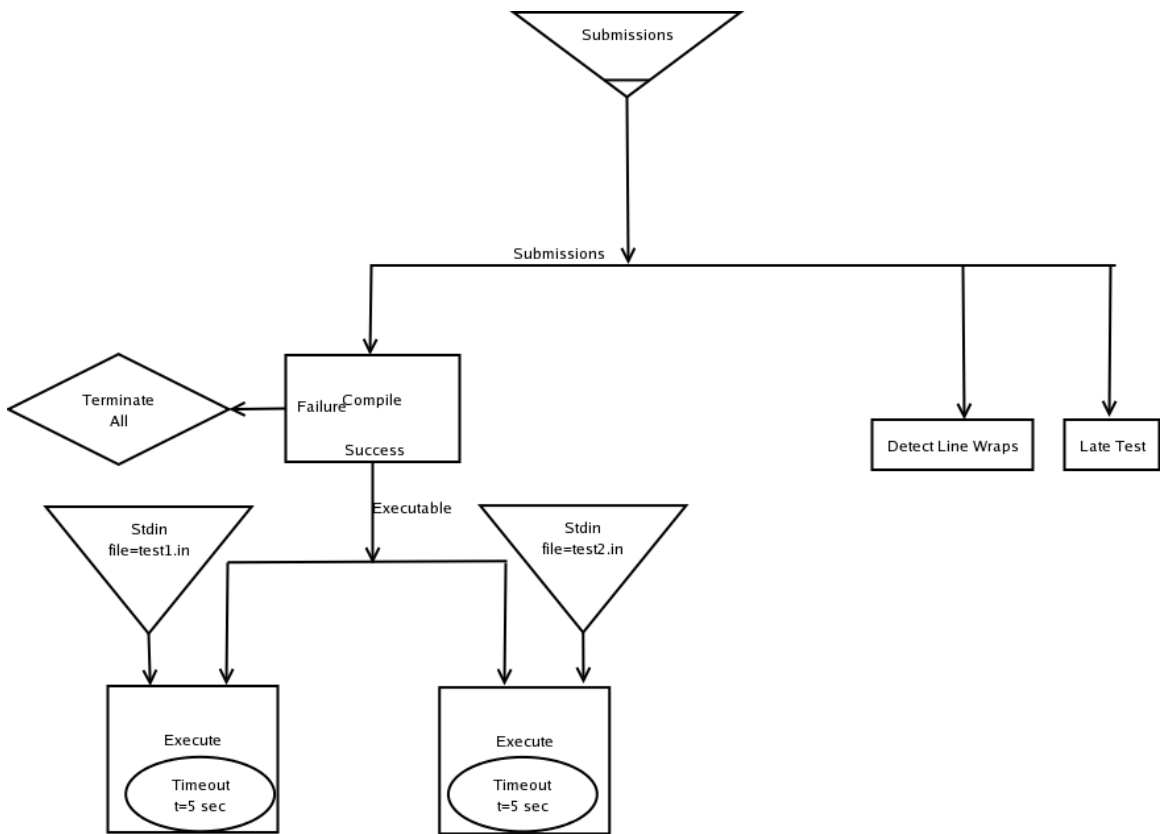 Submissions
Submissions
Terminate
All
Failure
Compile
Success
Detect Line Wraps
Late Test
Executable
Stdin
file=test1.in
Stdin
file=test2.in
Execute
Timeout
t=5 sec
Execute
Timeout
t=5 sec